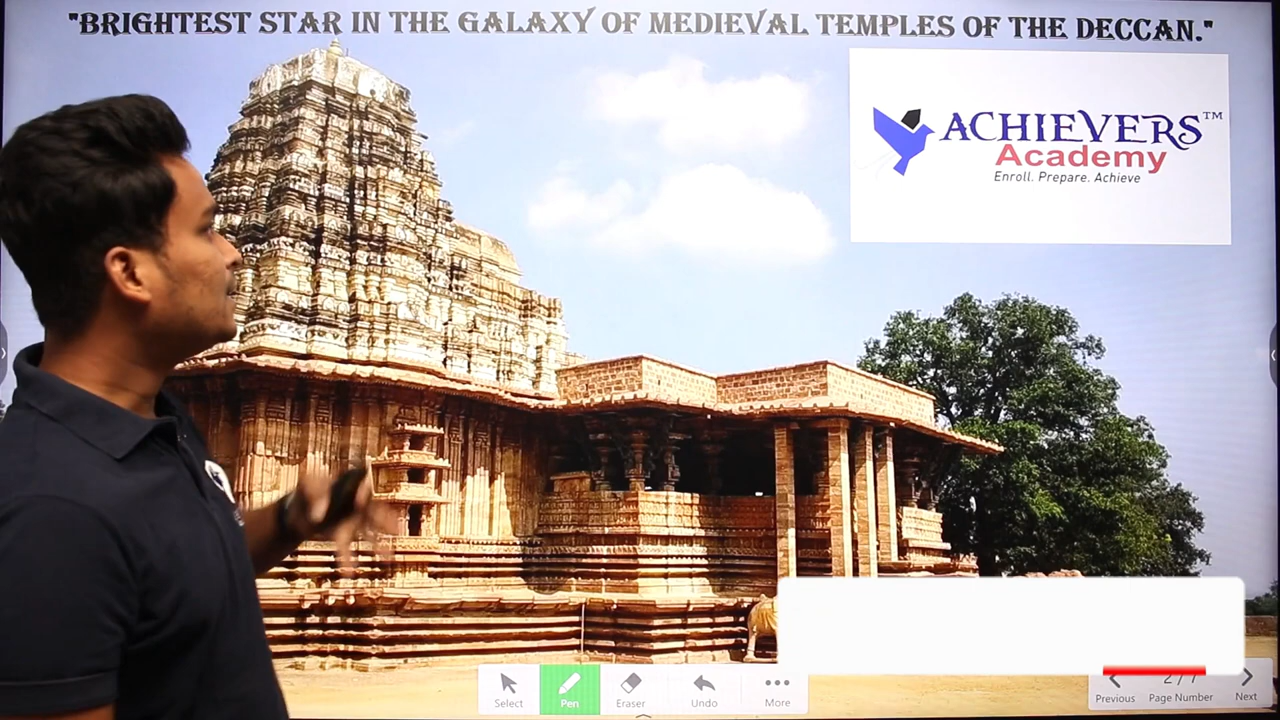 "BRIGHTEST STAR IN THE GALAXY OF MEDIEVAL TEMPLES OF THE DECCAN."
ACHIEVERS™
Academy
Enroll. Prepare. Achieve
Select
Pen
Eraser
Undo
More
Previous
Page Number
Next